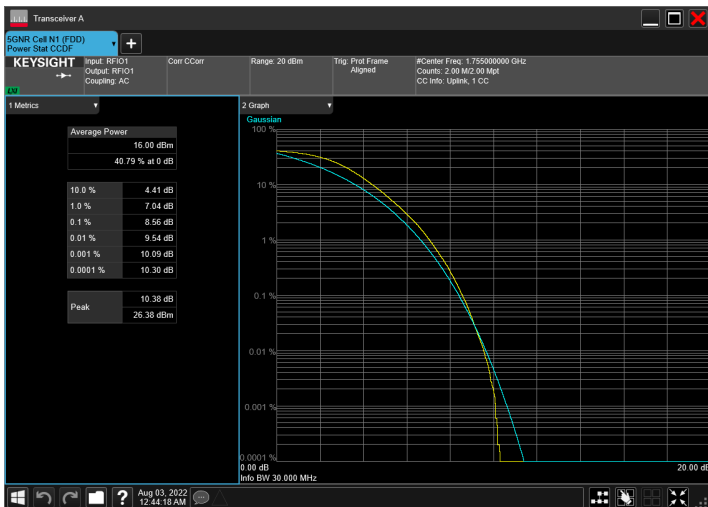 Transceiver A
5GNR Cell N1 (FDD)
Power Stat CCDF
KEYSIGHT
LXI
Input: RFIO1
Output: RFIO1
Coupling: AC
Corr CCorr
Range: 20 dBm
Trig: Prot Frame
Aligned
#Center Freq: 1.755000000 GHz
Counts: 2.00 M/2.00 Mpt
CC Info: Uplink, 1 CC
1 Metrics
Average Power
16.00 dBm
40.79 % at 0 dB
10.0 % 4.41 dB
1.0 % 7.04 dB
0.1 % 8.56 dB
0.01 % 9.54 dB
0.001 % 10.09 dB
0.0001 % 10.30 dB
Peak
10.38 dB
26.38 dBm
2 Graph
Gaussian
100 %
10 %
1 %
0.1 %
0.01 %
0.001 %
0.0001 %
0.00 dB
20.00 dB
Info BW 30.000 MHz
?
Aug 03, 2022
12:44:18 AM